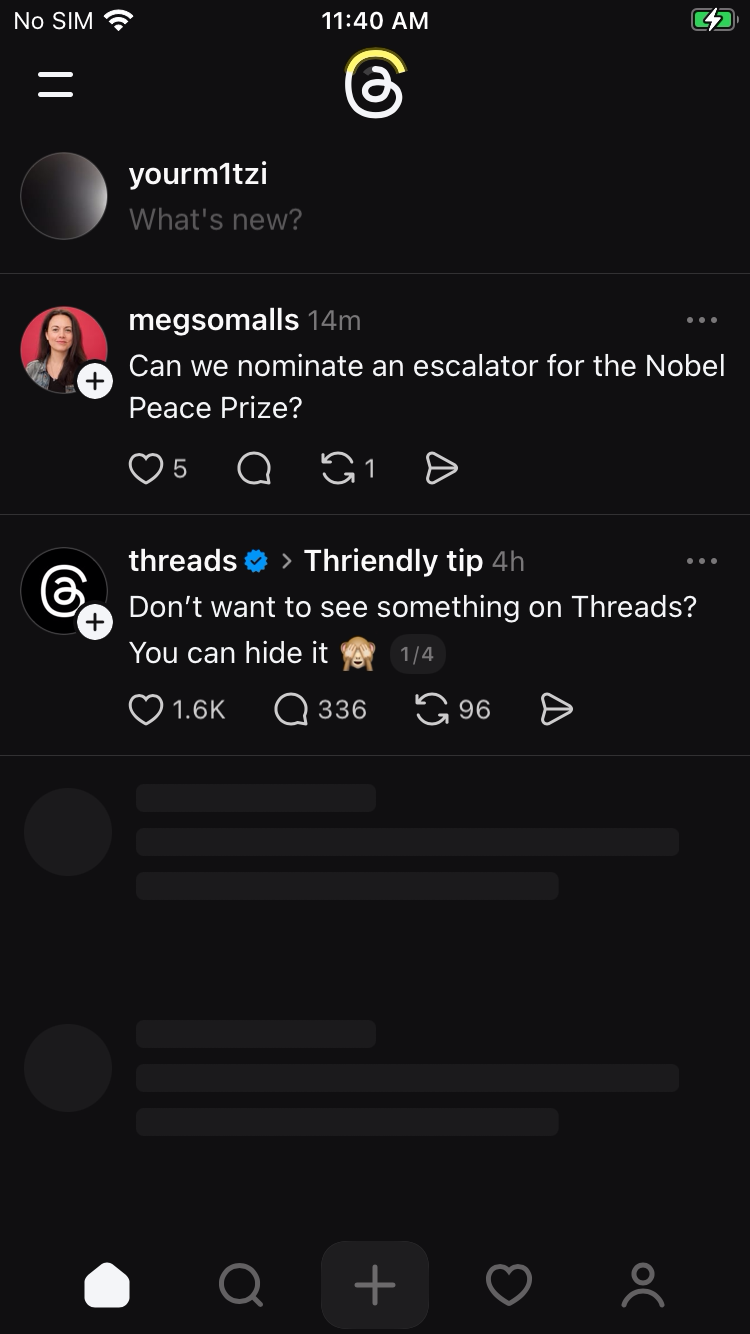 No SIM 11:40 AM
yourm1tzi
What's new?
megsomalls 14m
Can we nominate an escalator for the Nobel
Peace Prize?
5 1
threads > Thriendly tip 4h
Don’t want to see something on Threads?
You can hide it 🙈 1/4
1.6K 336 96